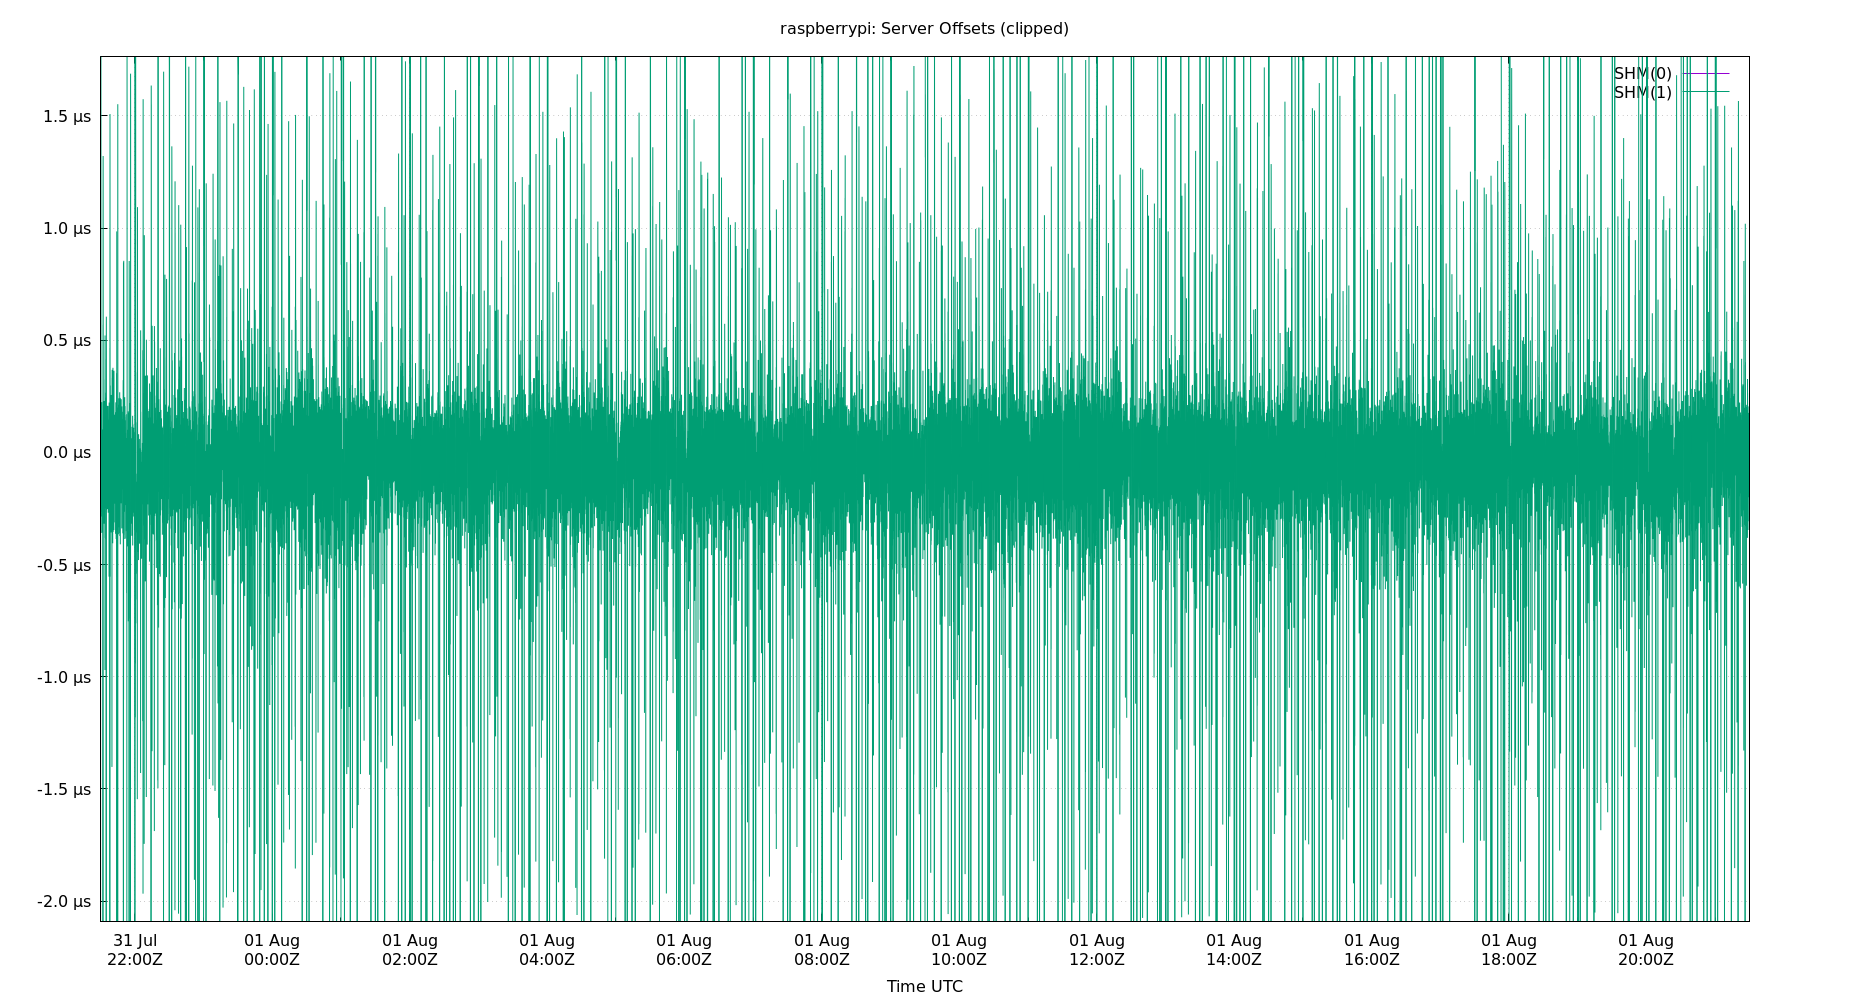 raspberrypi: Server Offsets (clipped)
SHM(0)
SHM(1)
1.5 µs
1.0 µs
0.5 µs
0.0 µs
-0.5 µs
-1.0 µs
-1.5 µs
-2.0 µs
31 Jul 01 Aug 01 Aug 01 Aug 01 Aug 01 Aug 01 Aug 01 Aug 01 Aug 01 Aug 01 Aug 01 Aug
22:00Z 00:00Z 02:00Z 04:00Z 06:00Z 08:00Z 10:00Z 12:00Z 14:00Z 16:00Z 18:00Z 20:00Z
Time UTC